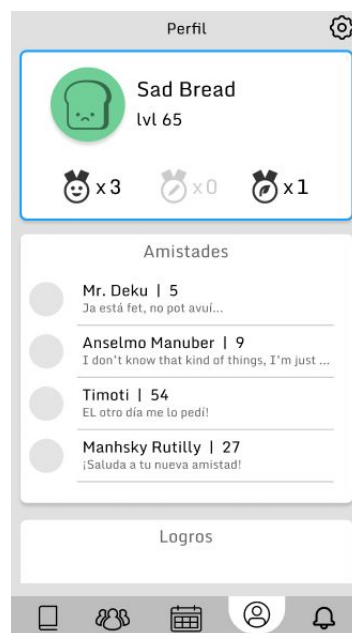 Perfil
Sad Bread
lvl 65
x3 x0 x1
Amistades
Mr. Deku | 5
Ja está fet, no pot avuí...
Anselmo Manuber | 9
I don't know that kind of things, I'm just ...
Timoti | 54
EL otro día me lo pedí!
Manhsky Rutilly | 27
¡Saluda a tu nueva amistad!
Logros